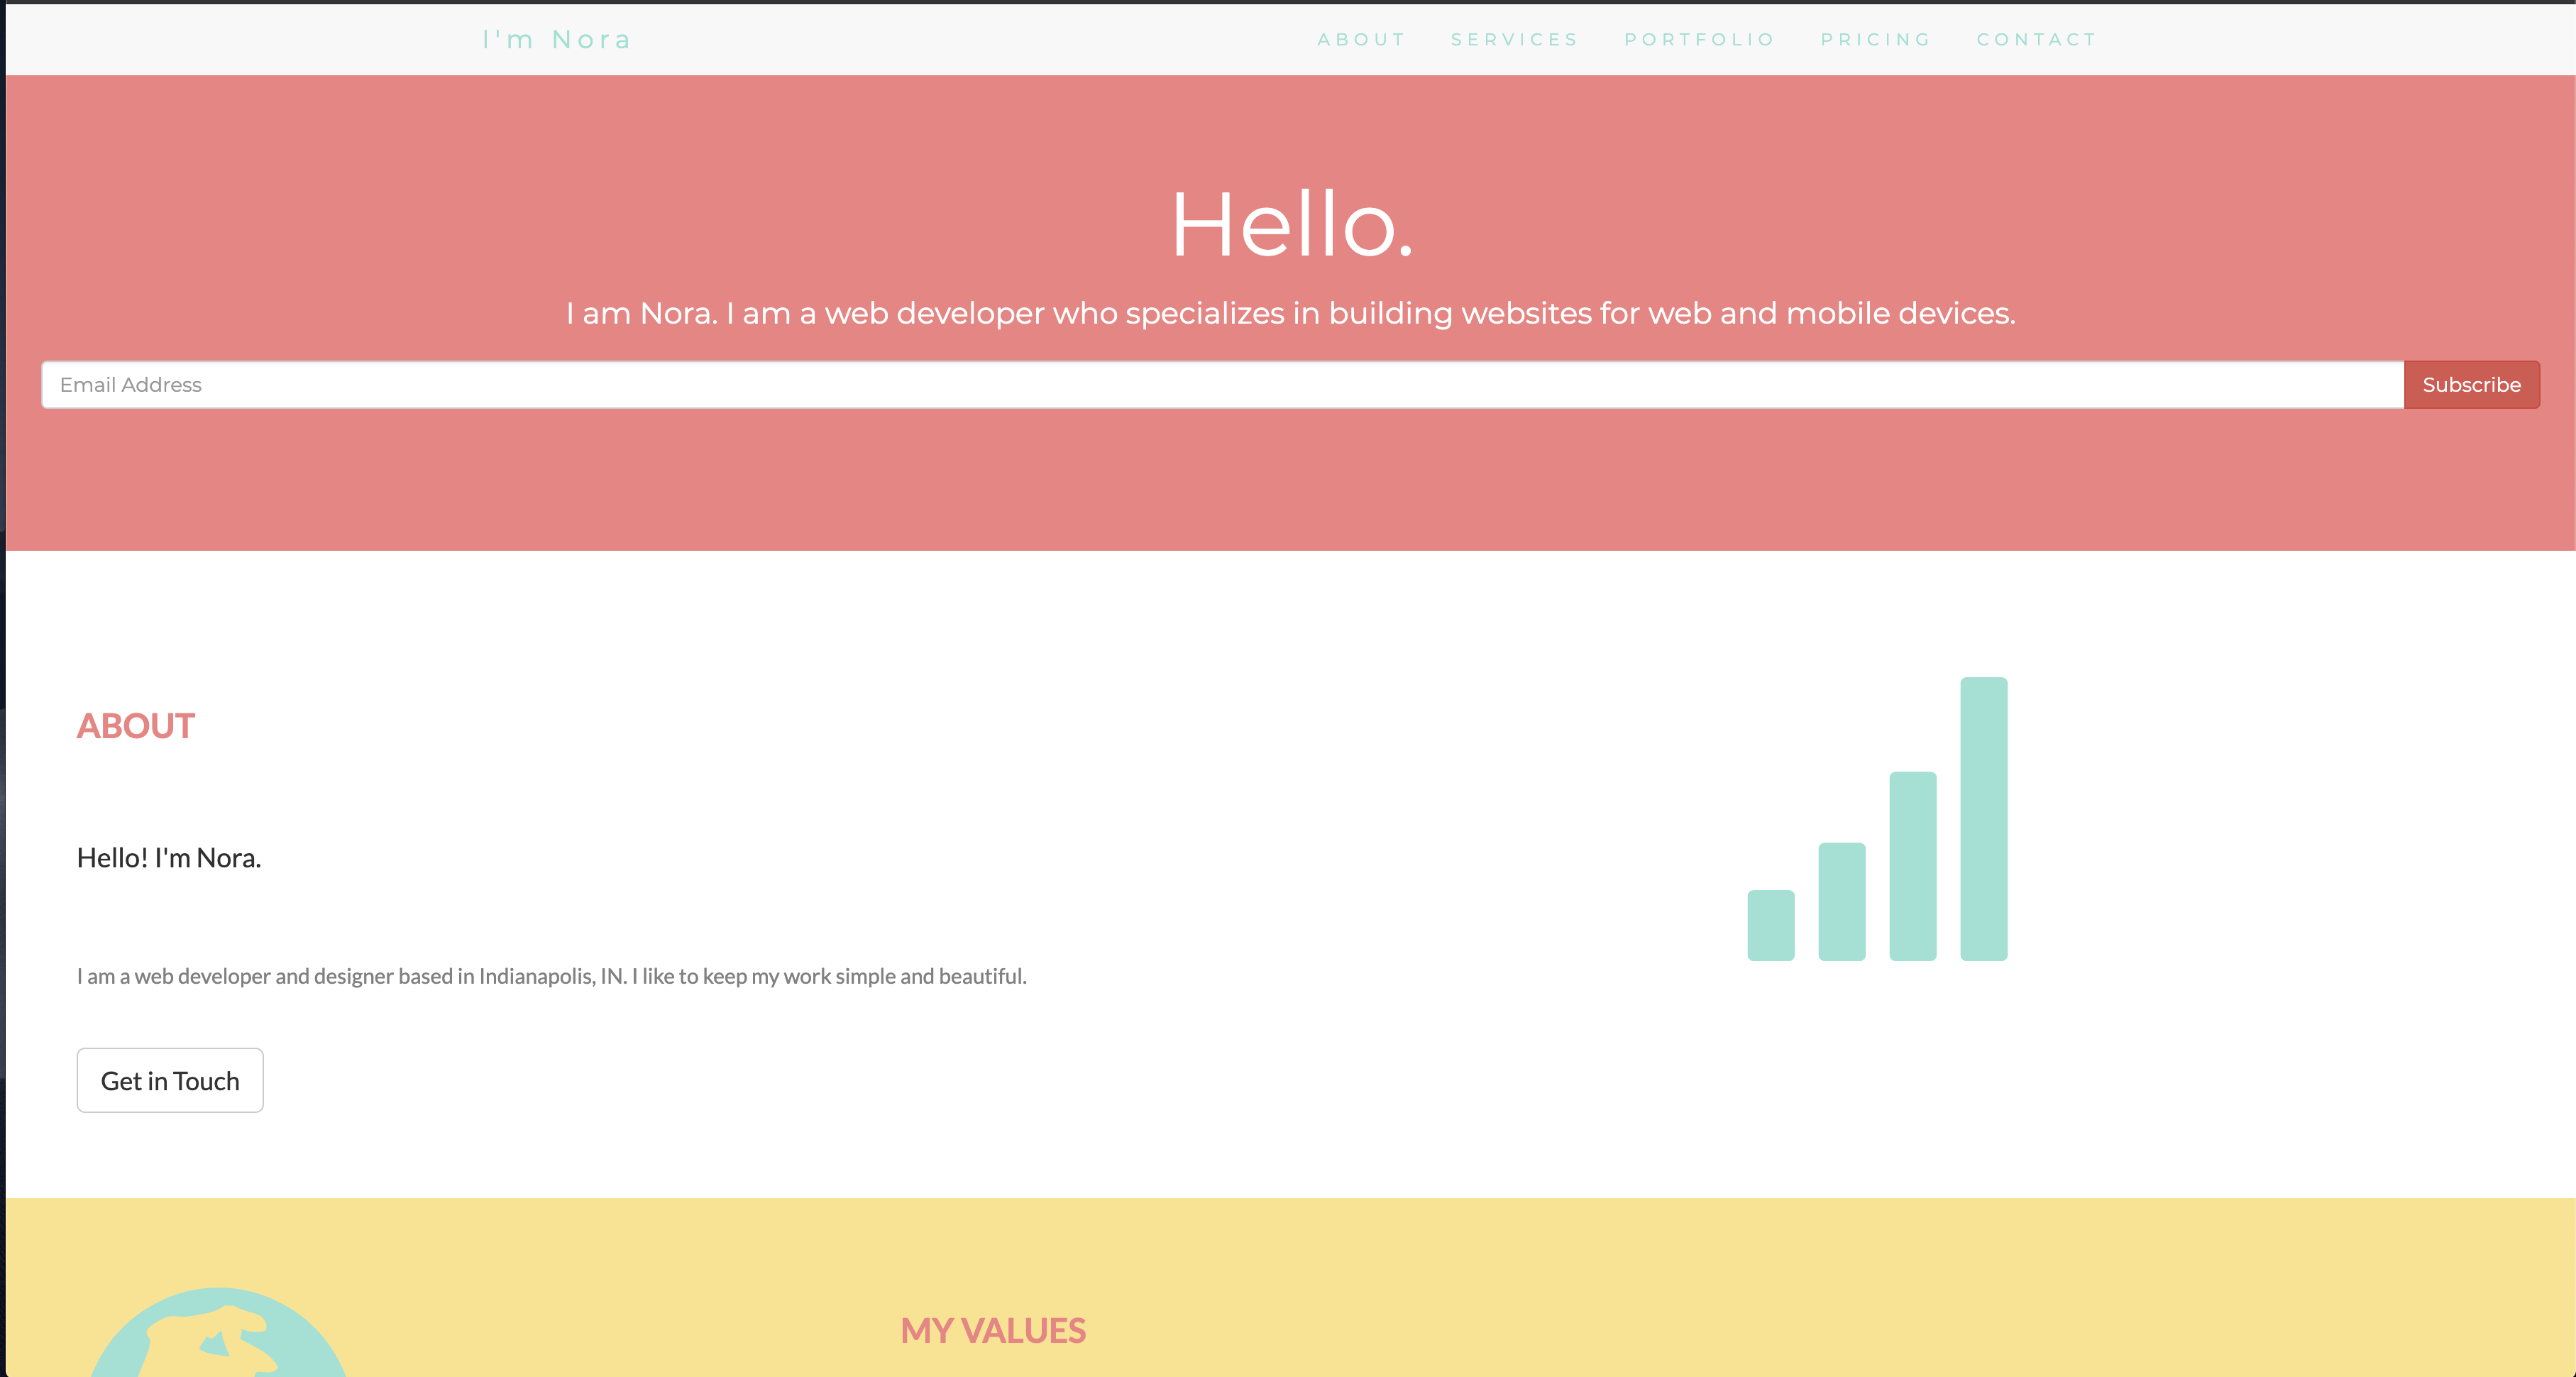 I'm Nora
ABOUT SERVICES PORTFOLIO PRICING CONTACT
Hello.
I am Nora. I am a web developer who specializes in building websites for web and mobile devices.
Email Address
Subscribe
ABOUT
Hello! I'm Nora.
I am a web developer and designer based in Indianapolis, IN. I like to keep my work simple and beautiful.
Get in Touch
MY VALUES